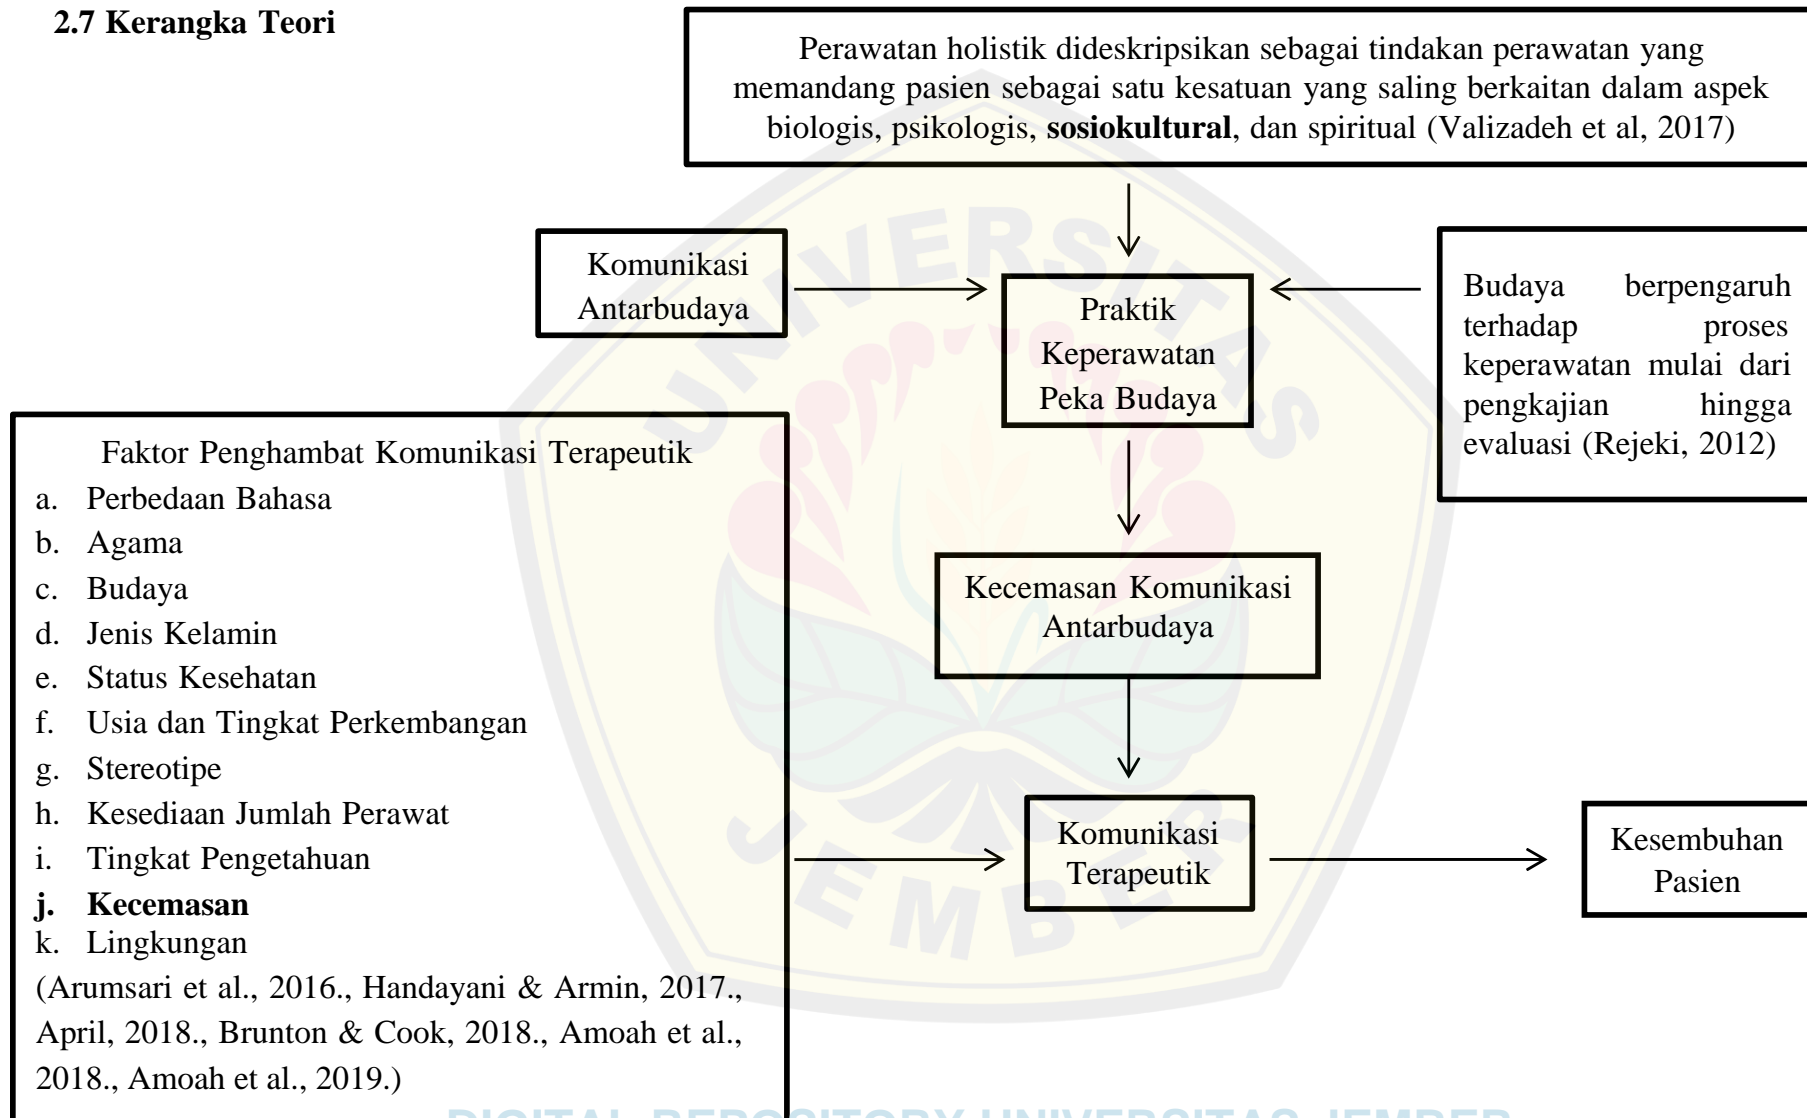 2.7 Kerangka Teori
Perawatan holistik dideskripsikan sebagai tindakan perawatan yang
memandang pasien sebagai satu kesatuan yang saling berkaitan dalam aspek
biologis, psikologis, sosiokultural, dan spiritual (Valizadeh et al, 2017)
Komunikasi
Antarbudaya
Praktik
Keperawatan
Peka Budaya
Budaya berpengaruh
terhadap proses
keperawatan mulai dari
pengkajian hingga
evaluasi (Rejeki, 2012)
Faktor Penghambat Komunikasi Terapeutik
a. Perbedaan Bahasa
b. Agama
c. Budaya
d. Jenis Kelamin
e. Status Kesehatan
f. Usia dan Tingkat Perkembangan
g. Stereotipe
h. Kesediaan Jumlah Perawat
i. Tingkat Pengetahuan
j. Kecemasan
k. Lingkungan
(Arumsari et al., 2016., Handayani & Armin, 2017.,
April, 2018., Brunton & Cook, 2018., Amoah et al.,
2018., Amoah et al., 2019.)
Kecemasan Komunikasi
Antarbudaya
Komunikasi
Terapeutik
Kesembuhan
Pasien
UNIVERSITAS
JEMBER
DIGITAL REPOSITORY UNIVERSITAS JEMBER